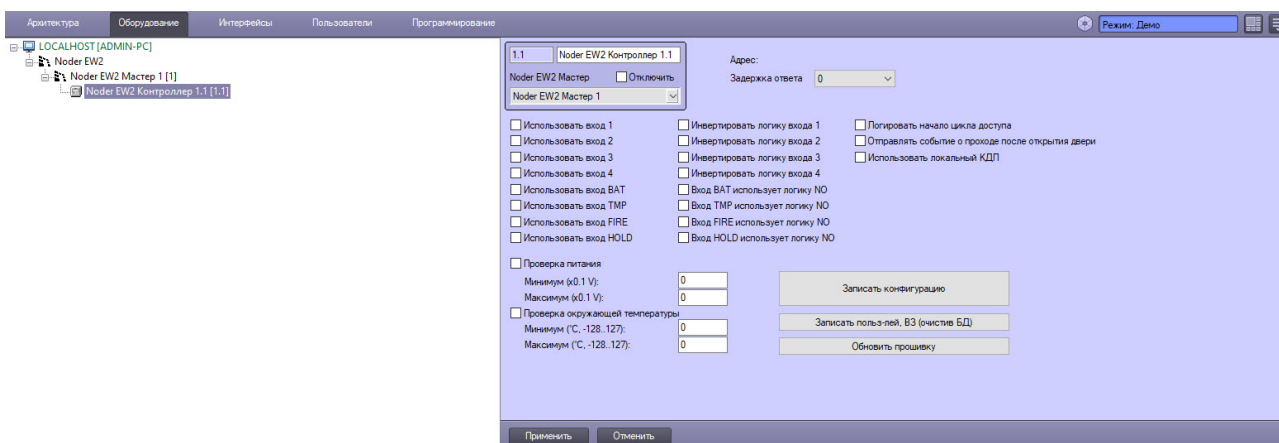 Архитектура Оборудование Интерфейсы Пользователи Программирование Режим: Демо
LOCALHOST [ADMIN-PC]
Noder EW2
Noder EW2 Мастер 1 [1]
Noder EW2 Контроллер 1.1 [1.1]
1.1 Noder EW2 Контроллер 1.1
Noder EW2 Мастер Отключить
Noder EW2 Мастер 1
Адрес:
Задержка ответа 0
Использовать вход 1 Инвертировать логику входа 1 Логировать начало цикла доступа
Использовать вход 2 Инвертировать логику входа 2 Отправлять событие о проходе после открытия двери
Использовать вход 3 Инвертировать логику входа 3 Использовать локальный КДП
Использовать вход 4 Инвертировать логику входа 4
Использовать вход BAT Вход BAT использует логику NO
Использовать вход TMP Вход TMP использует логику NO
Использовать вход FIRE Вход FIRE использует логику NO
Использовать вход HOLD Вход HOLD использует логику NO
Проверка питания
Минимум (x0.1 V): 0
Максимум (x0.1 V): 0
Проверка окружающей температуры
Минимум (°C, -128..127): 0
Максимум (°C, -128..127): 0
Записать конфигурацию
Записать польз-лей, ВЗ (очистив БД)
Обновить прошивку
Применить Отменить